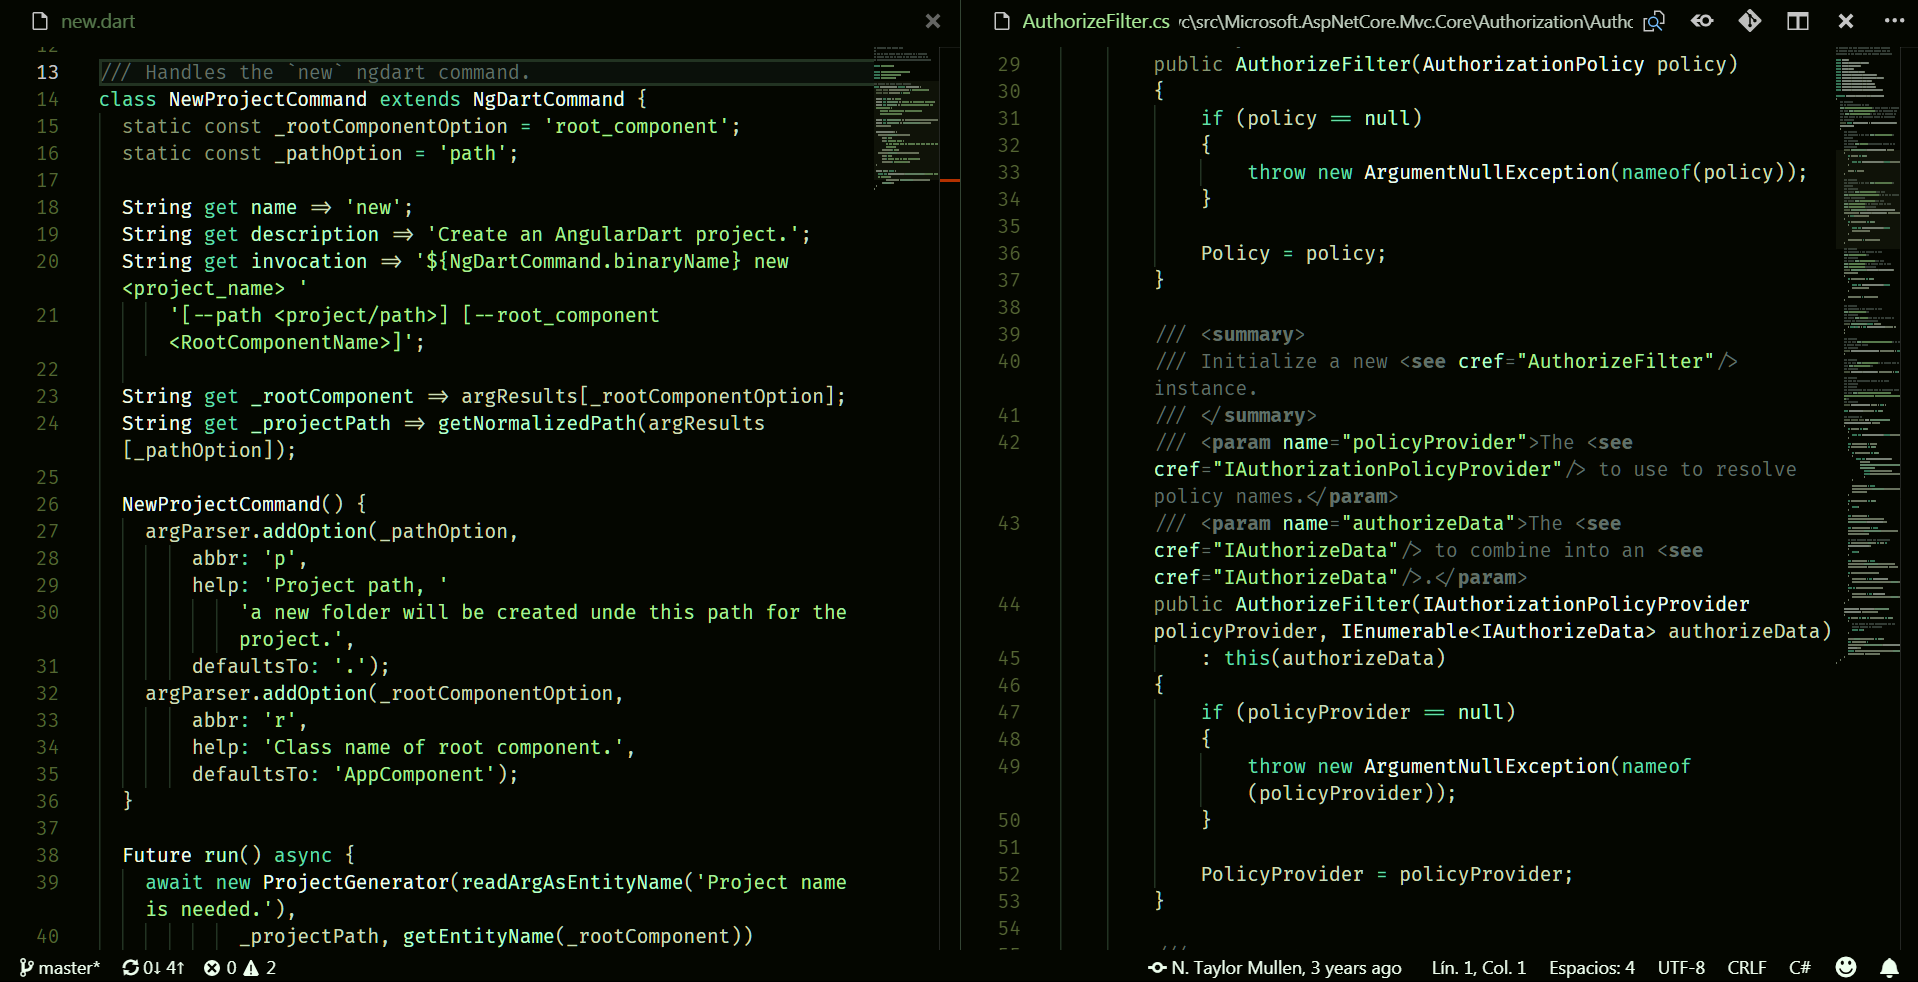 new.dart
13 /// Handles the `new` ngdart command.
14 class NewProjectCommand extends NgDartCommand {
15 static const _rootComponentOption = 'root_component';
16 static const _pathOption = 'path';
17
18 String get name => 'new';
19 String get description => 'Create an AngularDart project.';
20 String get invocation => '${NgDartCommand.binaryName} new
<project_name> '
21 '[--path <project/path>] [--root_component
<RootComponentName>]';
22
23 String get _rootComponent => argResults[_rootComponentOption];
24 String get _projectPath => getNormalizedPath(argResults
[_pathOption]);
25
26 NewProjectCommand() {
27 argParser.addOption(_pathOption,
28 abbr: 'p',
29 help: 'Project path, '
30 'a new folder will be created unde this path for the
project.',
31 defaultsTo: '.');
32 argParser.addOption(_rootComponentOption,
33 abbr: 'r',
34 help: 'Class name of root component.',
35 defaultsTo: 'AppComponent');
36 }
37
38 Future run() async {
39 await new ProjectGenerator(readArgAsEntityName('Project name
is needed.'),
40 _projectPath, getEntityName(_rootComponent))
AuthorizeFilter.cs \src\Microsoft.AspNetCore.Mvc.Core\Authorization\
29 public AuthorizeFilter(AuthorizationPolicy policy)
30 {
31 if (policy == null)
32 {
33 throw new ArgumentNullException(nameof(policy));
34 }
35
36 Policy = policy;
37 }
38
39 /// <summary>
40 /// Initialize a new <see cref="AuthorizeFilter"/>
instance.
41 /// </summary>
42 /// <param name="policyProvider">The <see
cref="IAuthorizationPolicyProvider"/> to use to resolve
policy names.</param>
43 /// <param name="authorizeData">The <see
cref="IAuthorizeData"/> to combine into an <see
cref="IAuthorizeData"/>.</param>
44 public AuthorizeFilter(IAuthorizationPolicyProvider
policyProvider, IEnumerable<IAuthorizeData> authorizeData)
45 : this(authorizeData)
46 {
47 if (policyProvider == null)
48 {
49 throw new ArgumentNullException(nameof
(policyProvider));
50 }
51
52 PolicyProvider = policyProvider;
53 }
54
///
master* 0↓ 4↑ 0 2
N. Taylor Mullen, 3 years ago Lín. 1, Col. 1 Espacios: 4 UTF-8 CRLF C#